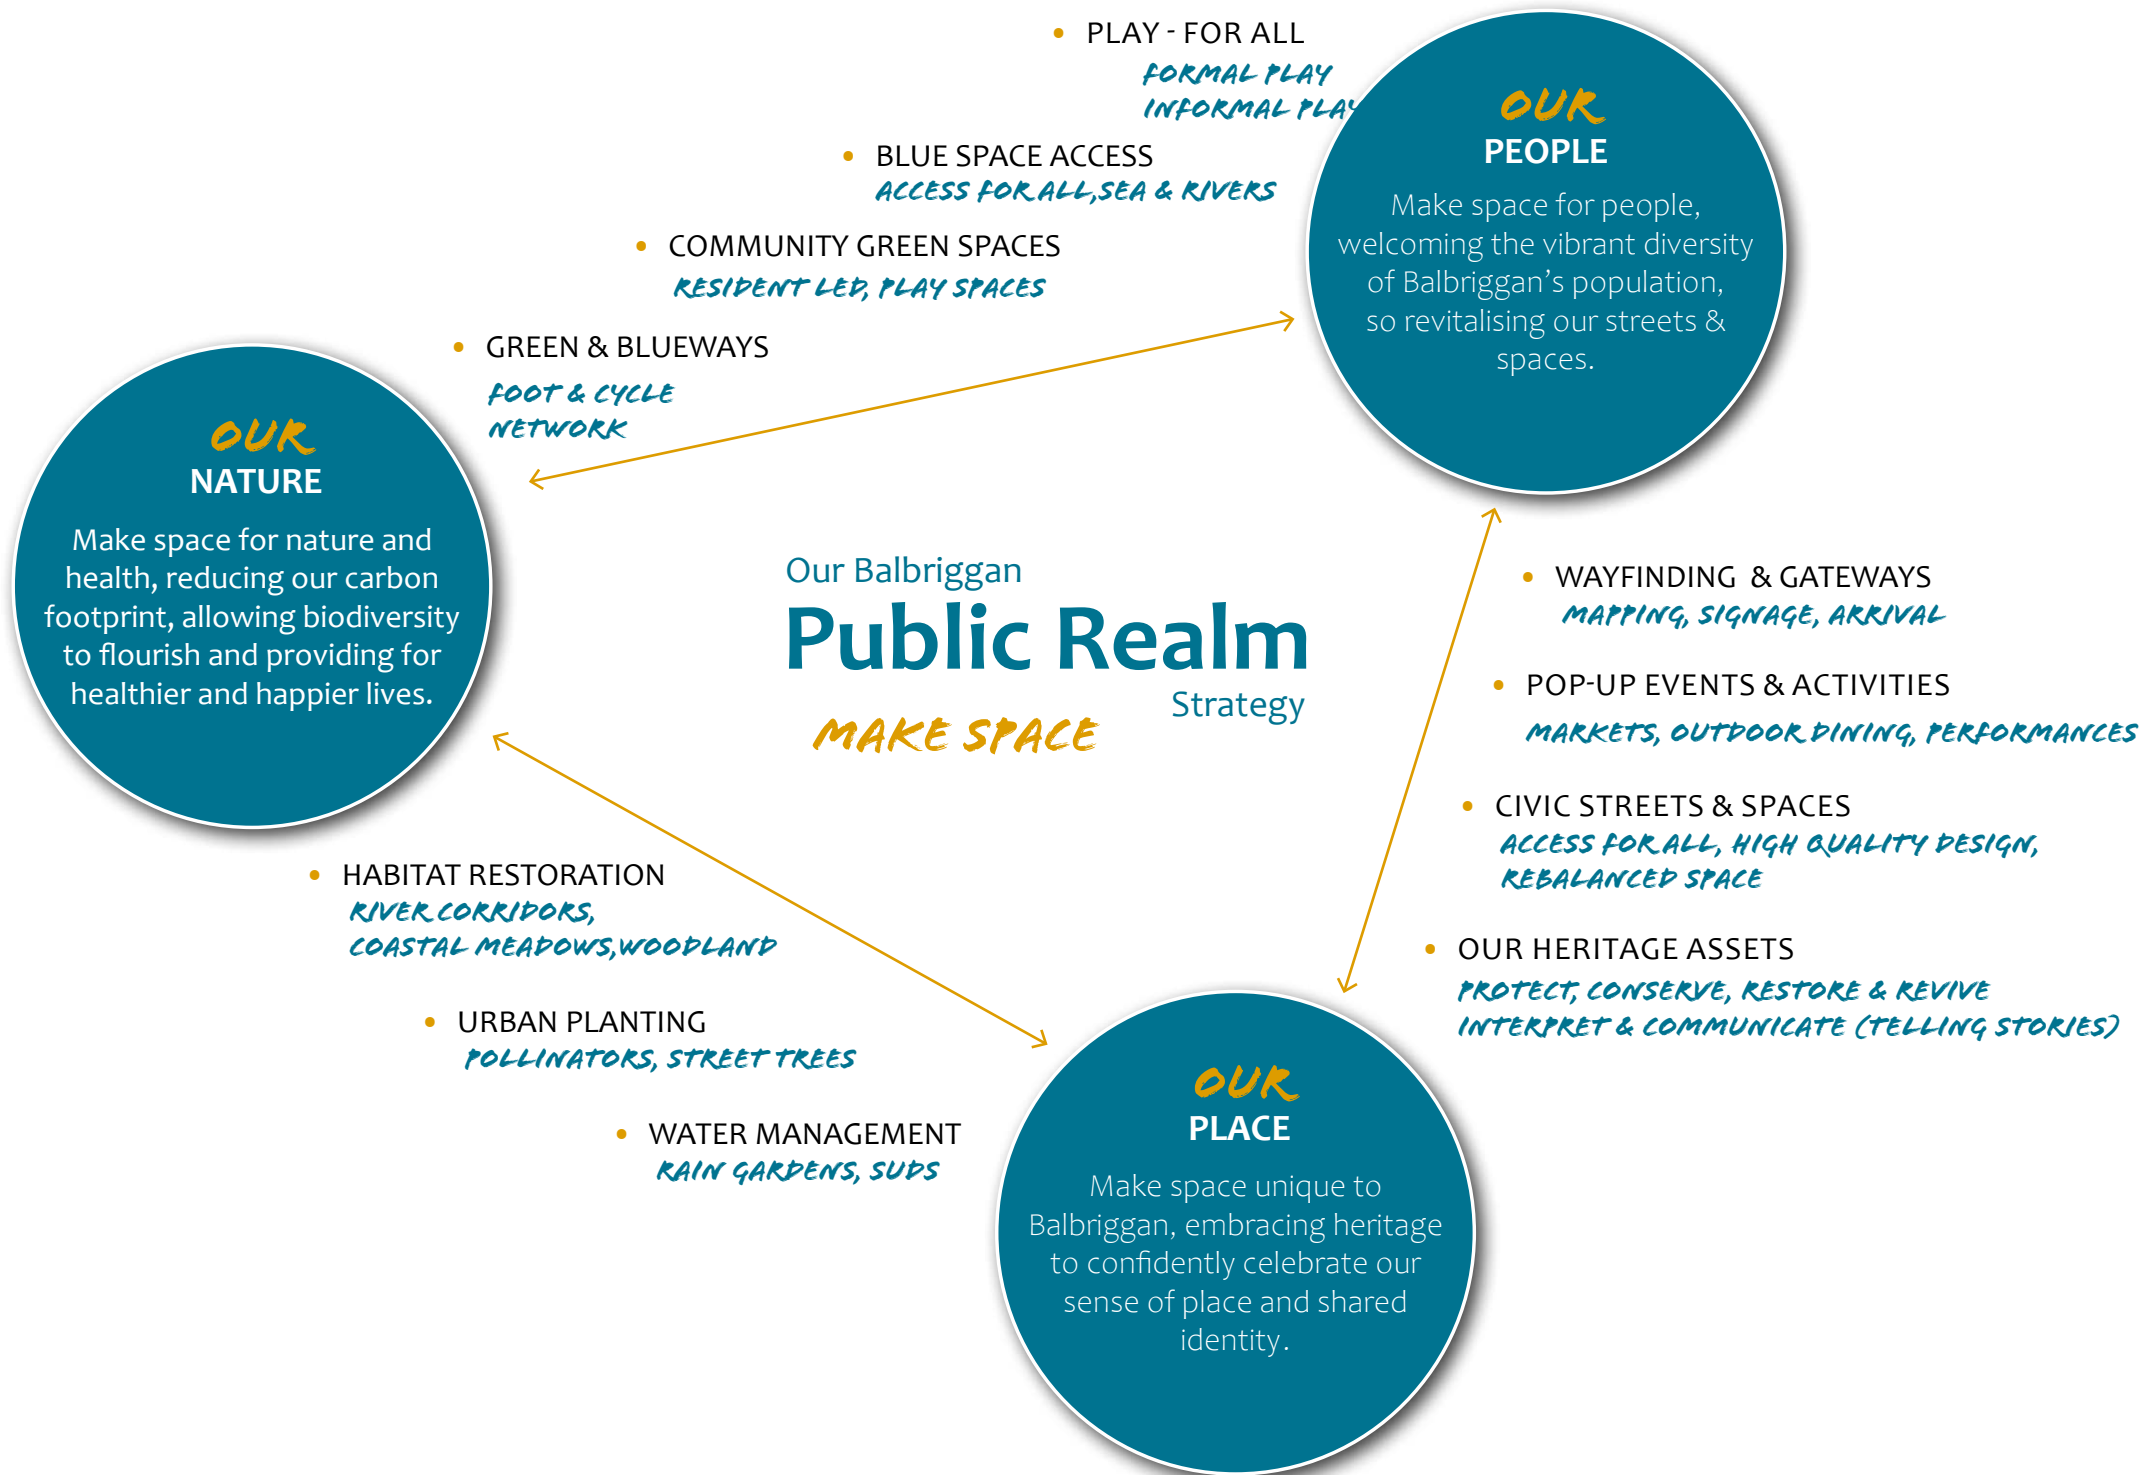 • PLAY - FOR ALL
FORMAL PLAY
INFORMAL PLAY
• BLUE SPACE ACCESS
ACCESS FOR ALL,SEA & RIVERS
• COMMUNITY GREEN SPACES
RESIDENT LED, PLAY SPACES
• GREEN & BLUEWAYS
FOOT & CYCLE
NETWORK
OUR
PEOPLE
Make space for people,
welcoming the vibrant diversity
of Balbriggan’s population,
so revitalising our streets &
spaces.
OUR
NATURE
Make space for nature and
health, reducing our carbon
footprint, allowing biodiversity
to flourish and providing for
healthier and happier lives.
Our Balbriggan
Public Realm
Strategy
MAKE SPACE
• WAYFINDING & GATEWAYS
MAPPING, SIGNAGE, ARRIVAL
• POP-UP EVENTS & ACTIVITIES
MARKETS, OUTDOOR DINING, PERFORMANCES
• CIVIC STREETS & SPACES
ACCESS FOR ALL, HIGH QUALITY DESIGN,
REBALANCED SPACE
• OUR HERITAGE ASSETS
PROTECT, CONSERVE, RESTORE & REVIVE
INTERPRET & COMMUNICATE (TELLING STORIES)
• HABITAT RESTORATION
RIVER CORRIDORS,
COASTAL MEADOWS,WOODLAND
• URBAN PLANTING
POLLINATORS, STREET TREES
• WATER MANAGEMENT
RAIN GARDENS, SUDS
OUR
PLACE
Make space unique to
Balbriggan, embracing heritage
to confidently celebrate our
sense of place and shared
identity.